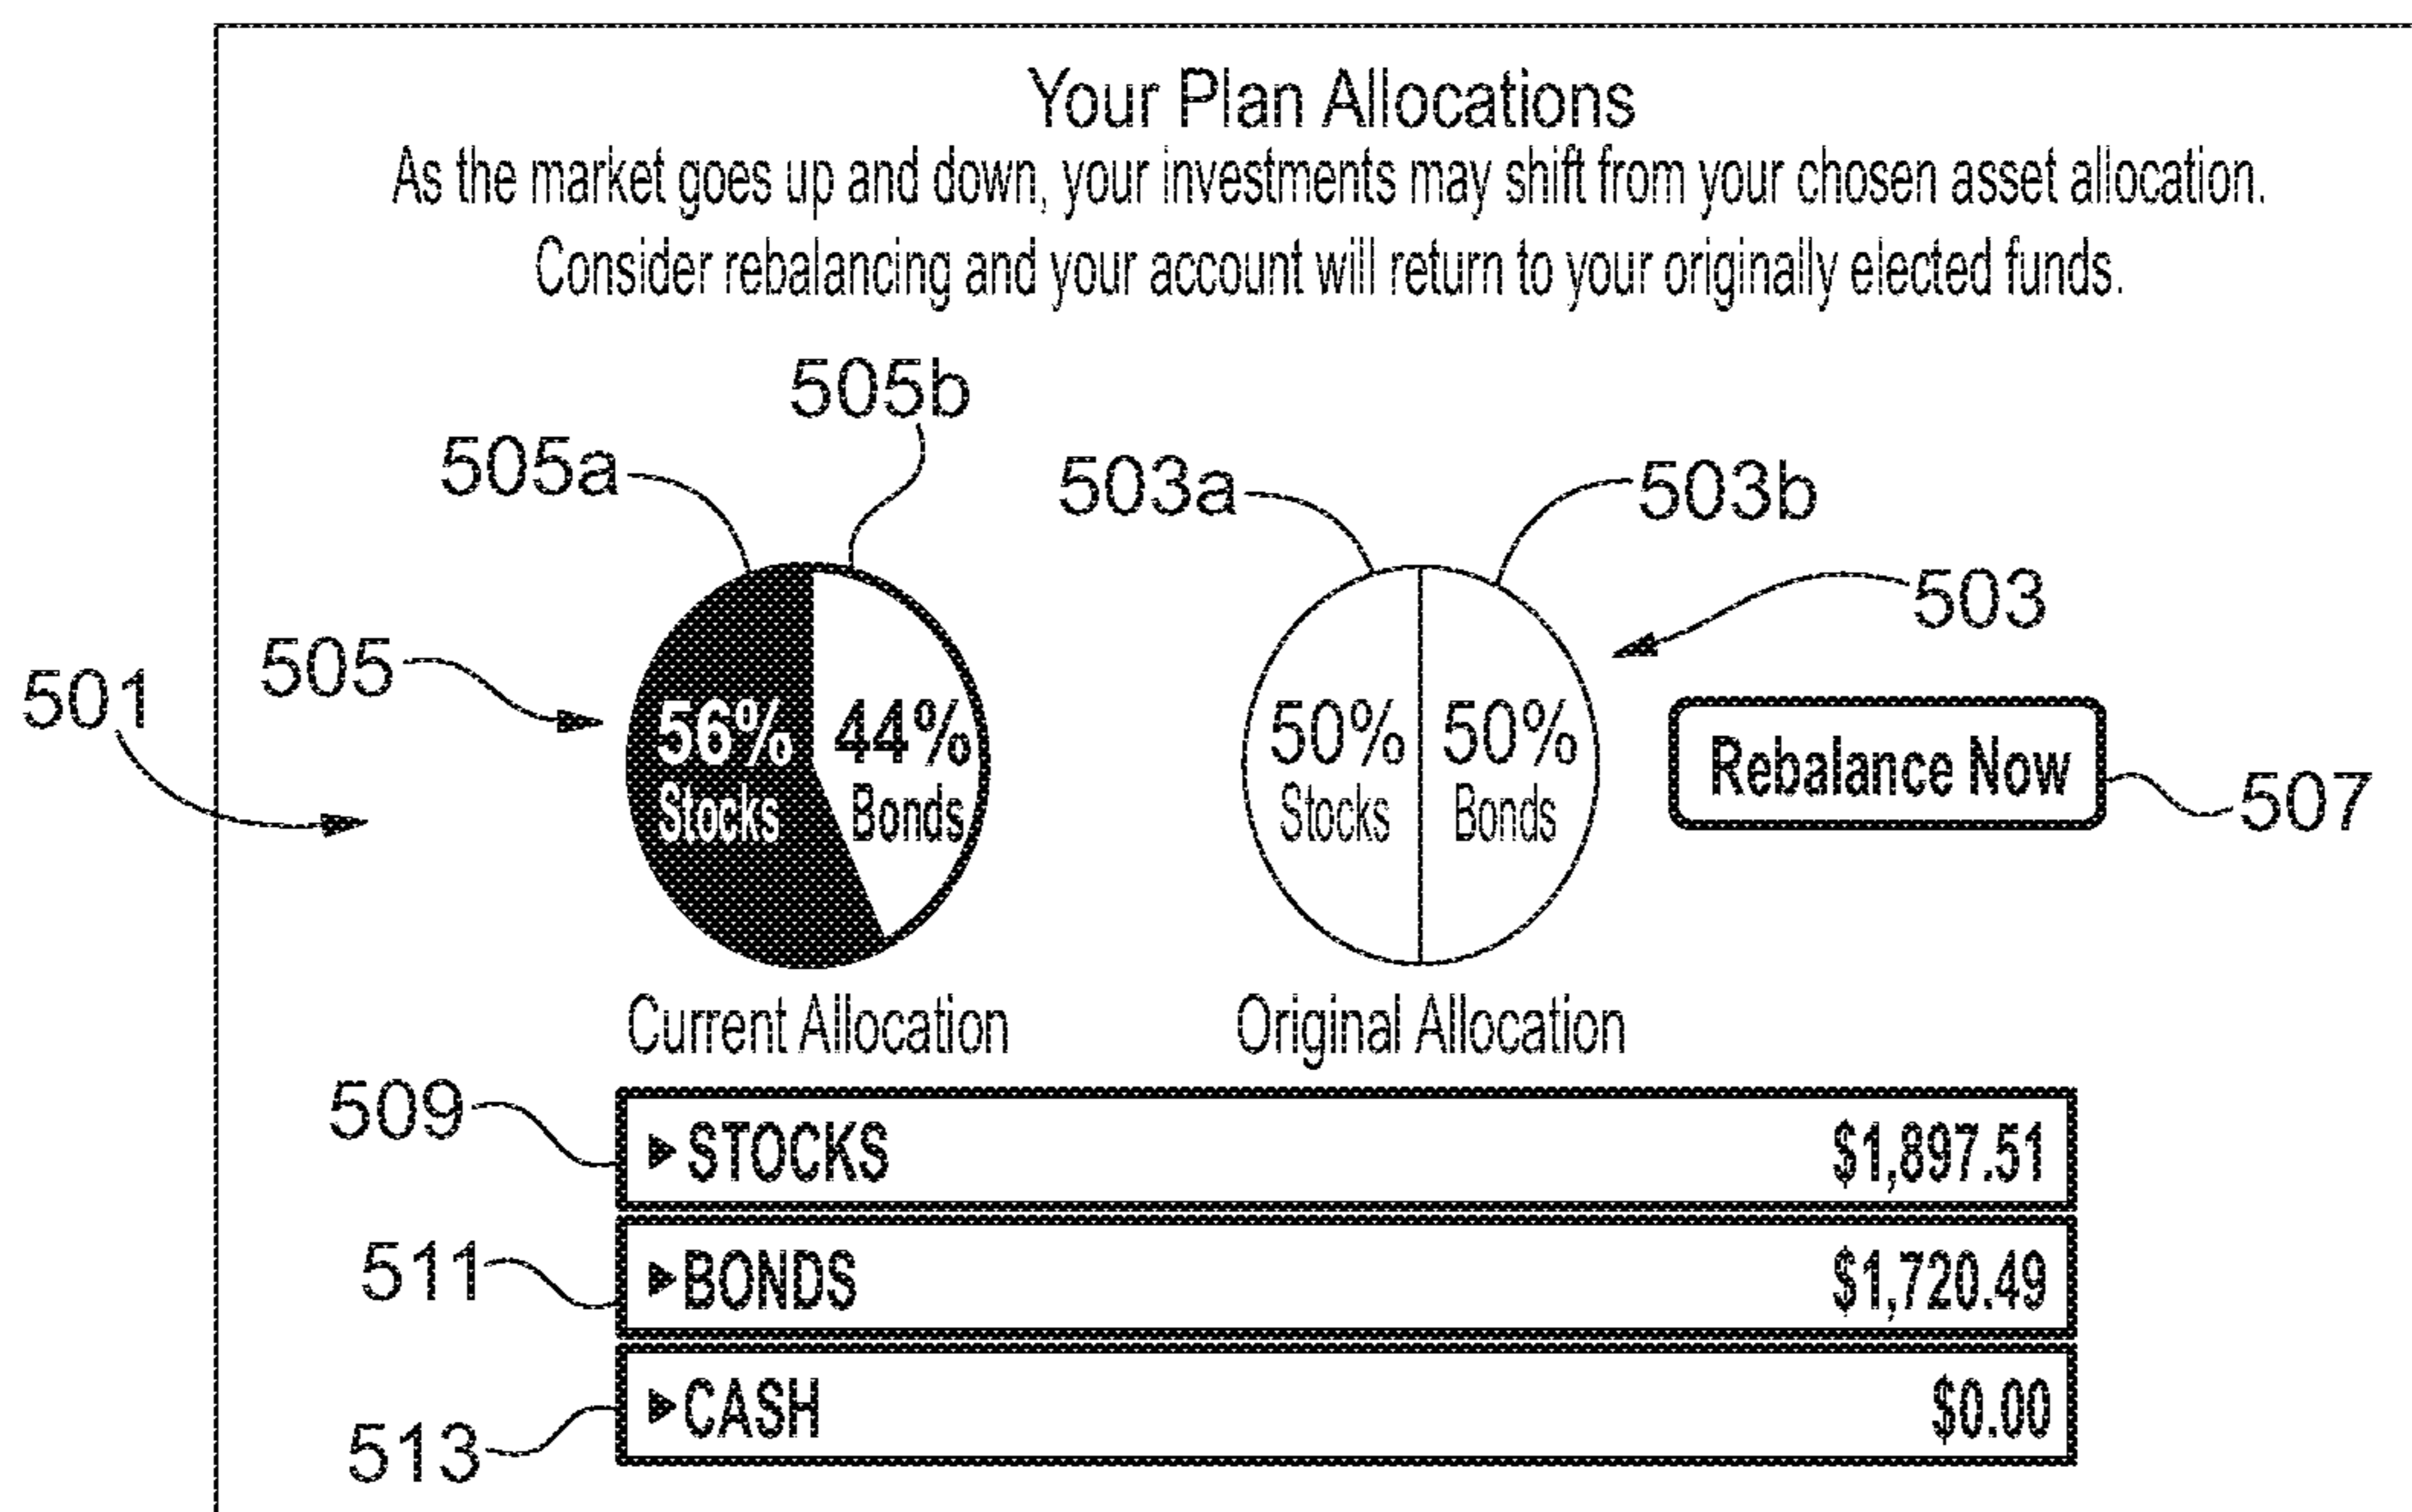 Your Plan Allocations
As the market goes up and down, your investments may shift from your chosen asset allocation.
Consider rebalancing and your account will return to your originally elected funds.
505b
505a
503a
503b
503
505
501
56% Stocks
44% Bonds
50% Stocks
50% Bonds
Rebalance Now
507
Current Allocation
Original Allocation
509
STOCKS $1,897.51
511
BONDS $1,720.49
513
CASH $0.00